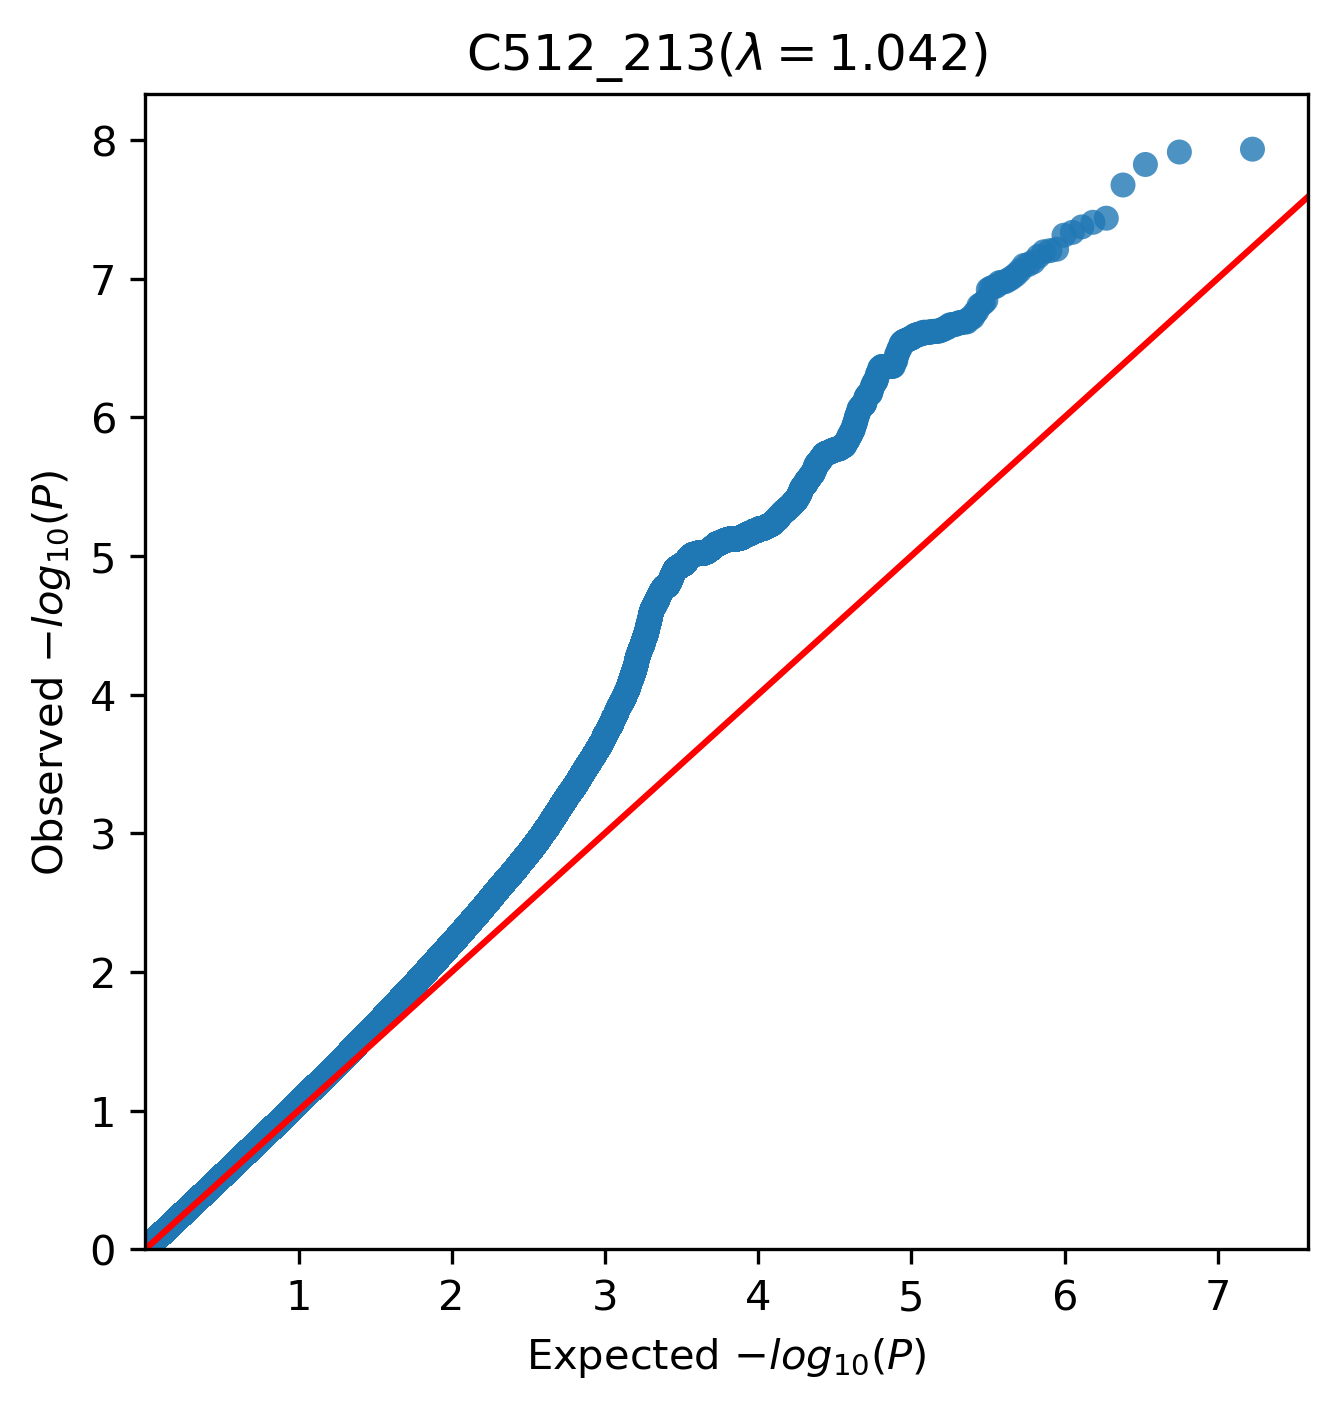 C512_213(λ = 1.042)
Observed −log₁₀(P)
8
7
6
5
4
3
2
1
0
1 2 3 4 5 6 7
Expected −log₁₀(P)